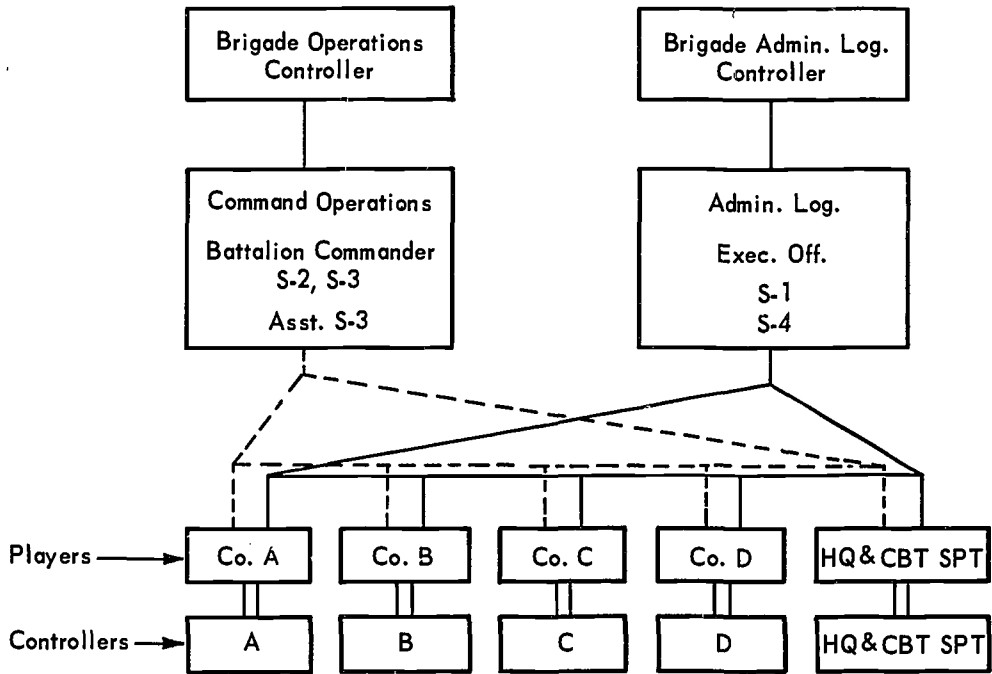 Brigade Operations
Controller
Brigade Admin. Log.
Controller
Command Operations
Battalion Commander
S-2, S-3
Asst. S-3
Admin. Log.
Exec. Off.
S-1
S-4
Players
Co. A
Co. B
Co. C
Co. D
HQ & CBT SPT
Controllers
A
B
C
D
HQ & CBT SPT